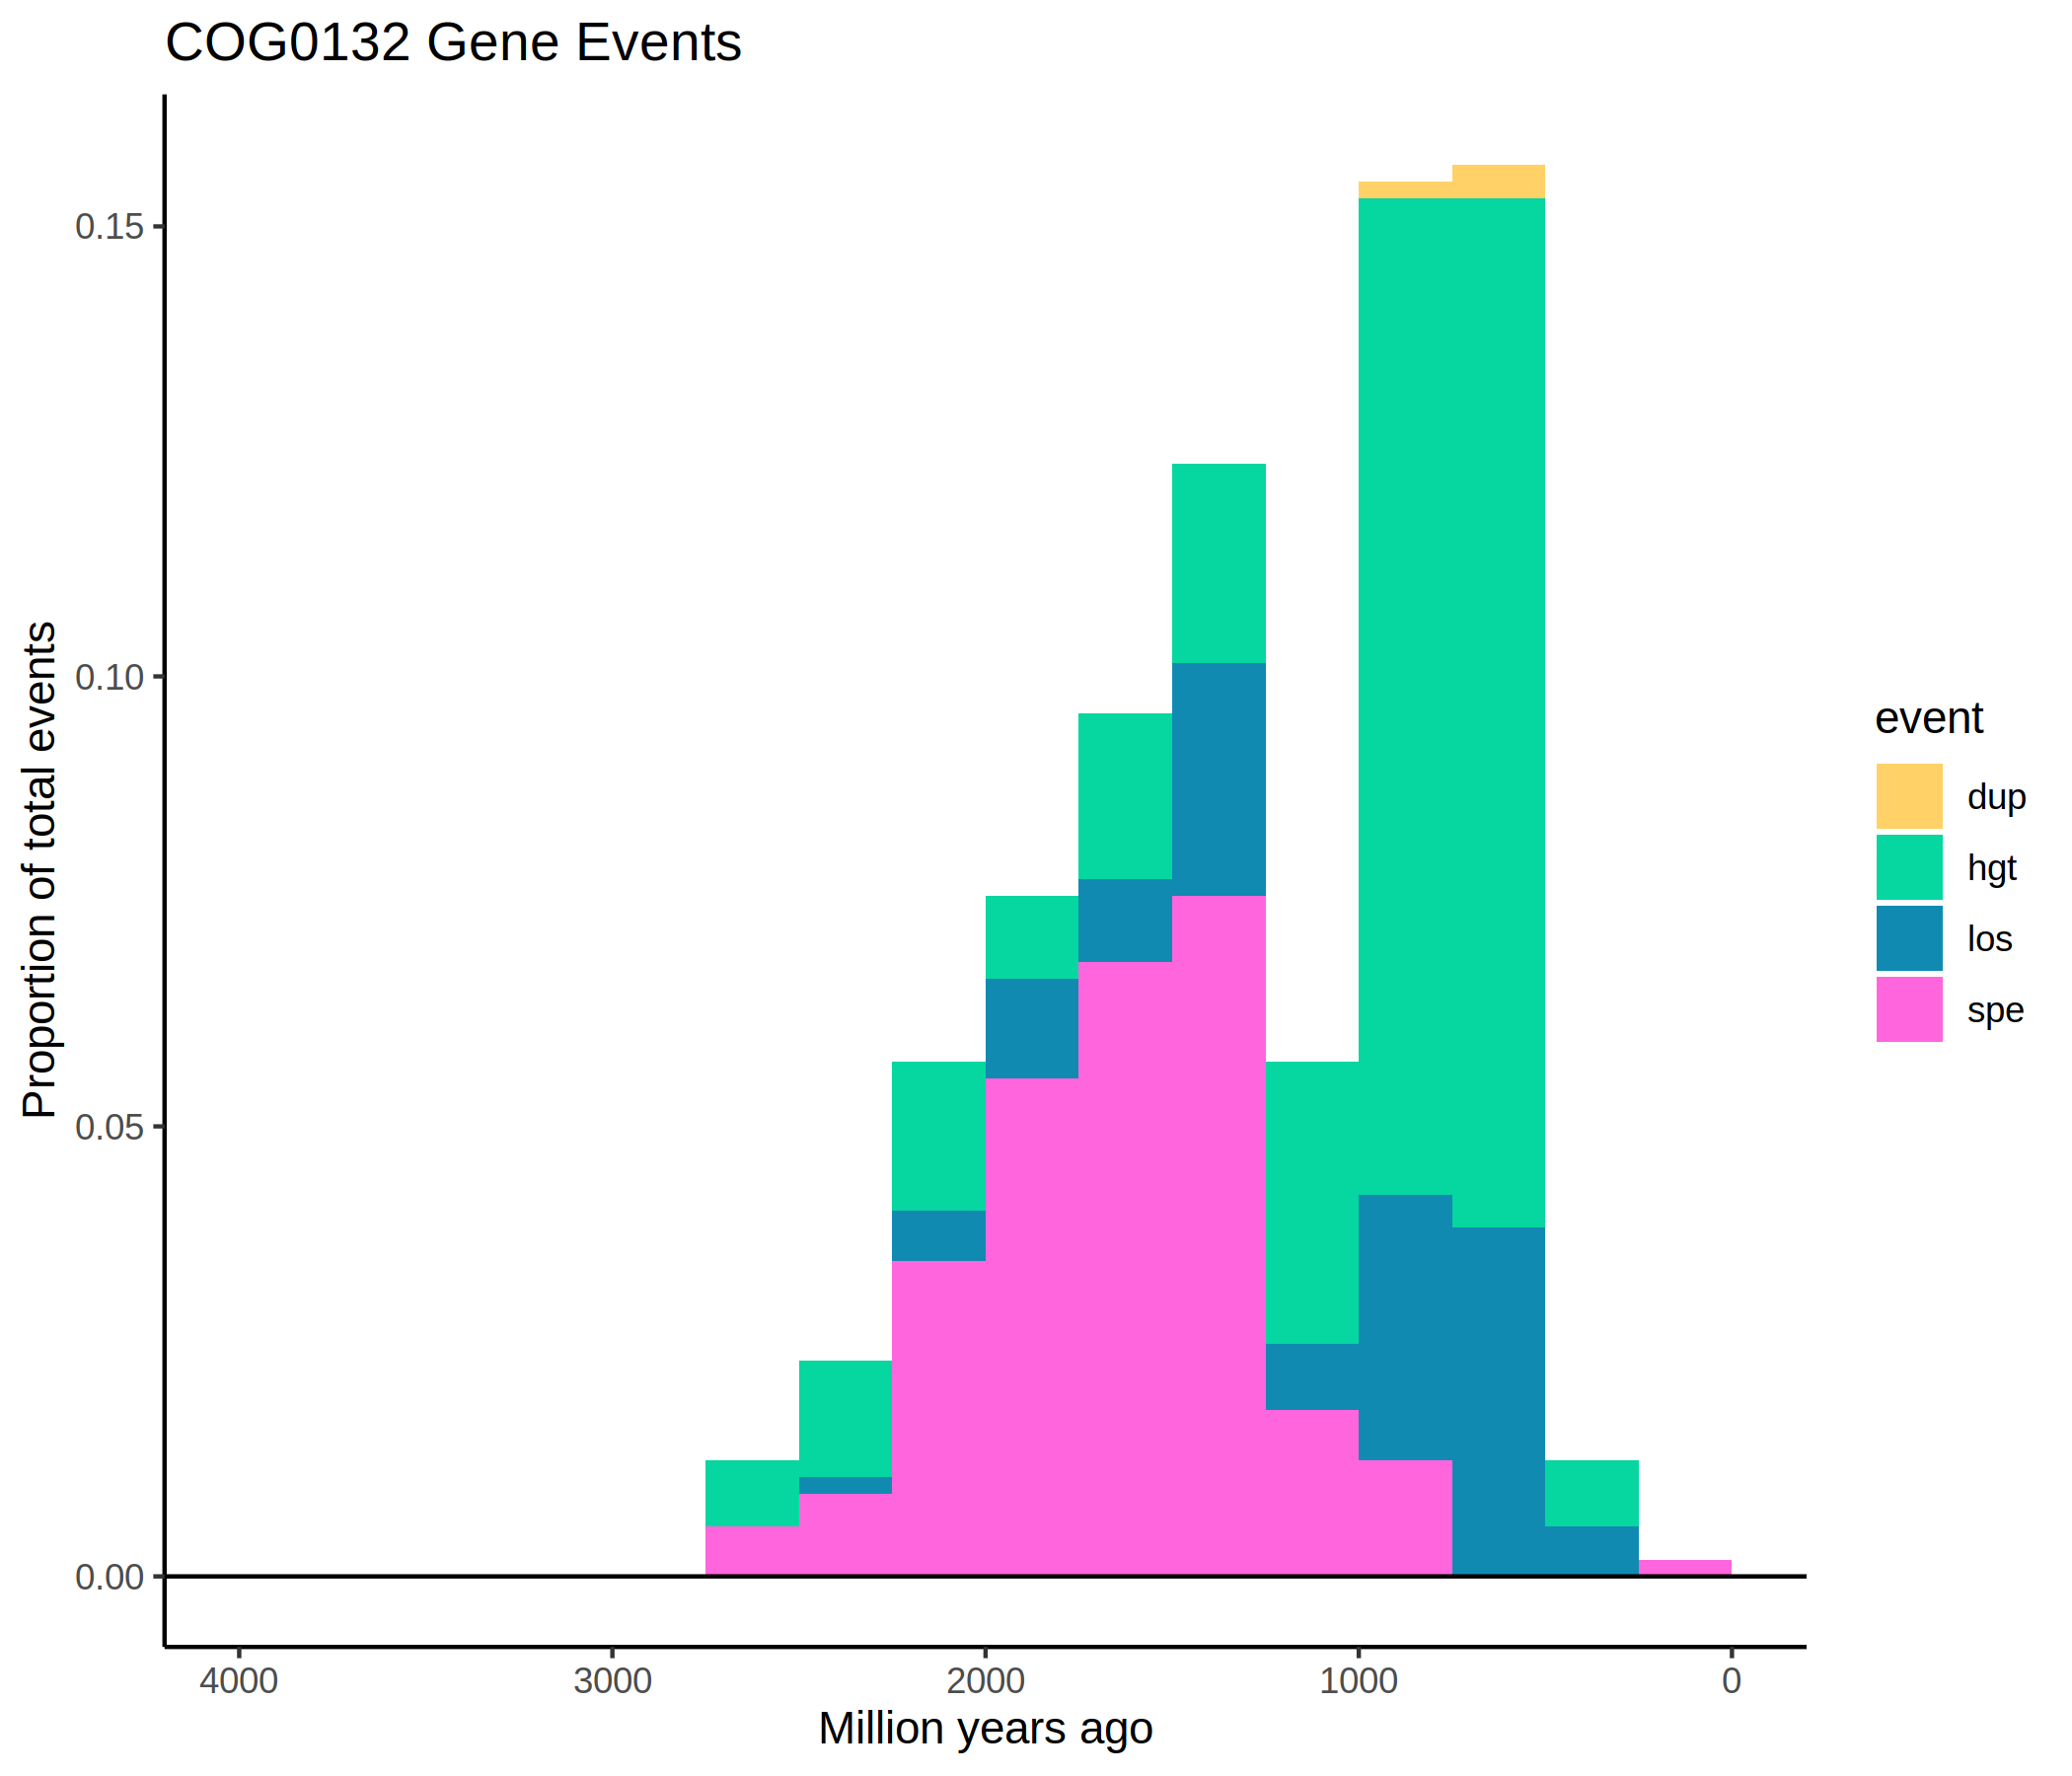 COG0132 Gene Events
Proportion of total events
0.15
0.10
0.05
0.00
4000 3000 2000 1000 0
Million years ago
event
dup
hgt
los
spe